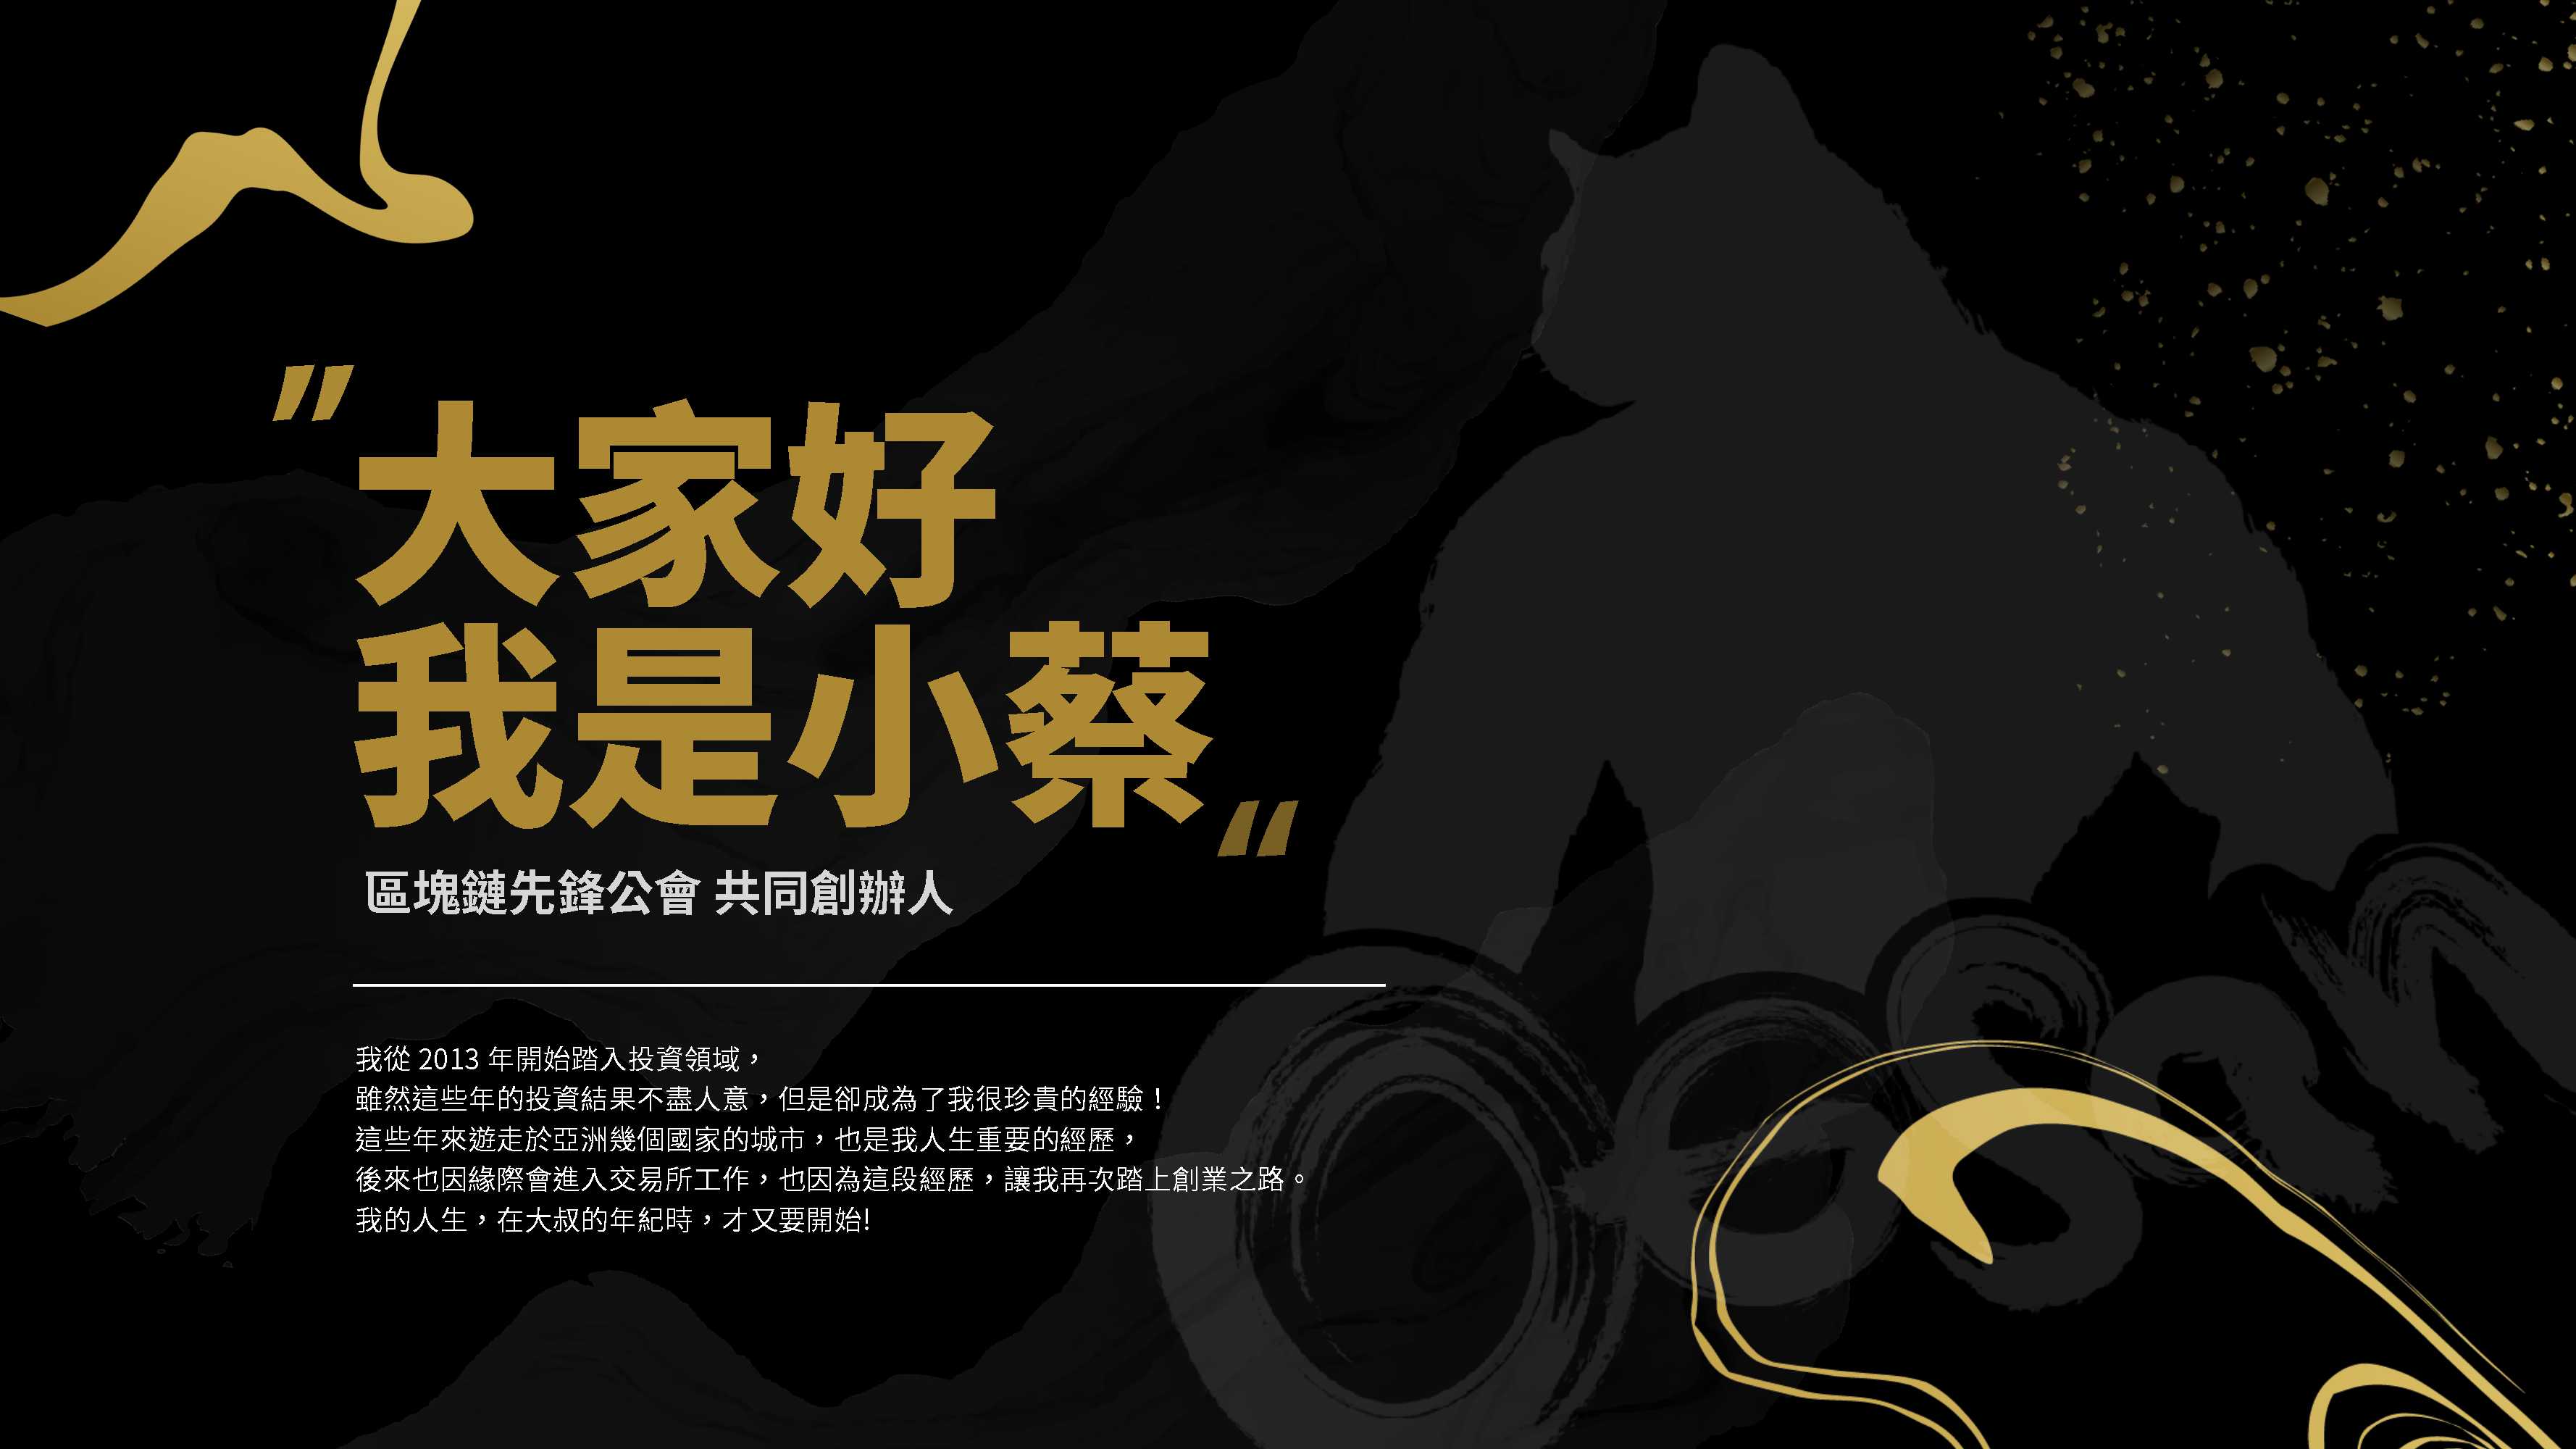 "大家好
我是小蔡"
區塊鏈先鋒公會 共同創辦人
我從 2013 年開始踏入投資領域，
雖然這些年的投資結果不盡人意，但是卻成為了我很珍貴的經驗！
這些年來遊走於亞洲幾個國家的城市，也是我人生重要的經歷，
後來也因緣際會進入交易所工作，也因為這段經歷，讓我再次踏上創業之路。
我的人生，在大叔的年紀時，才又要開始!